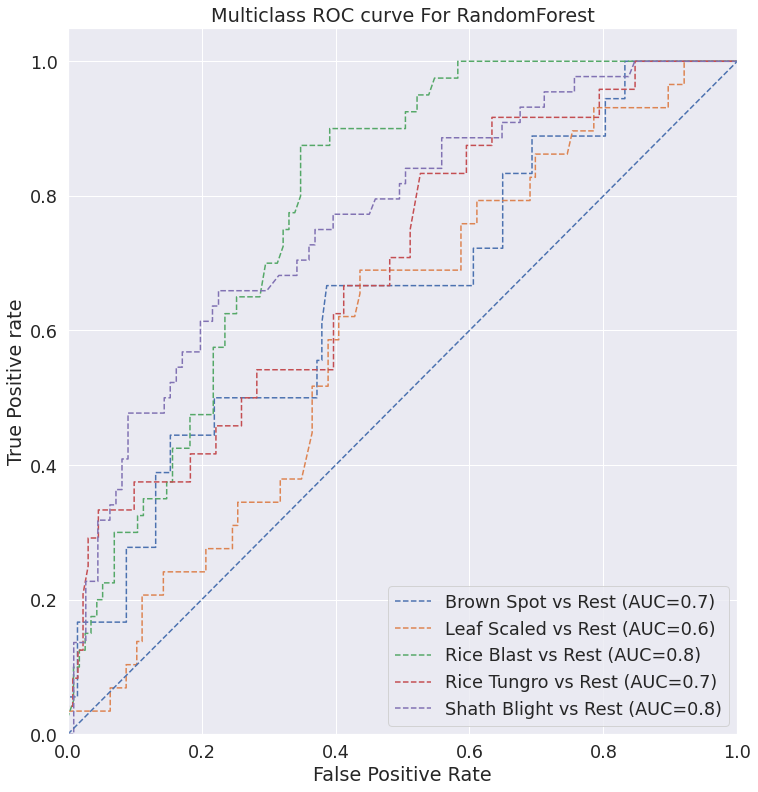 Multiclass ROC curve For RandomForest
True Positive rate
1.0
0.8
0.6
0.4
0.2
0.0
0.0 0.2 0.4 0.6 0.8 1.0
False Positive Rate
Brown Spot vs Rest (AUC=0.7)
Leaf Scaled vs Rest (AUC=0.6)
Rice Blast vs Rest (AUC=0.8)
Rice Tungro vs Rest (AUC=0.7)
Shath Blight vs Rest (AUC=0.8)